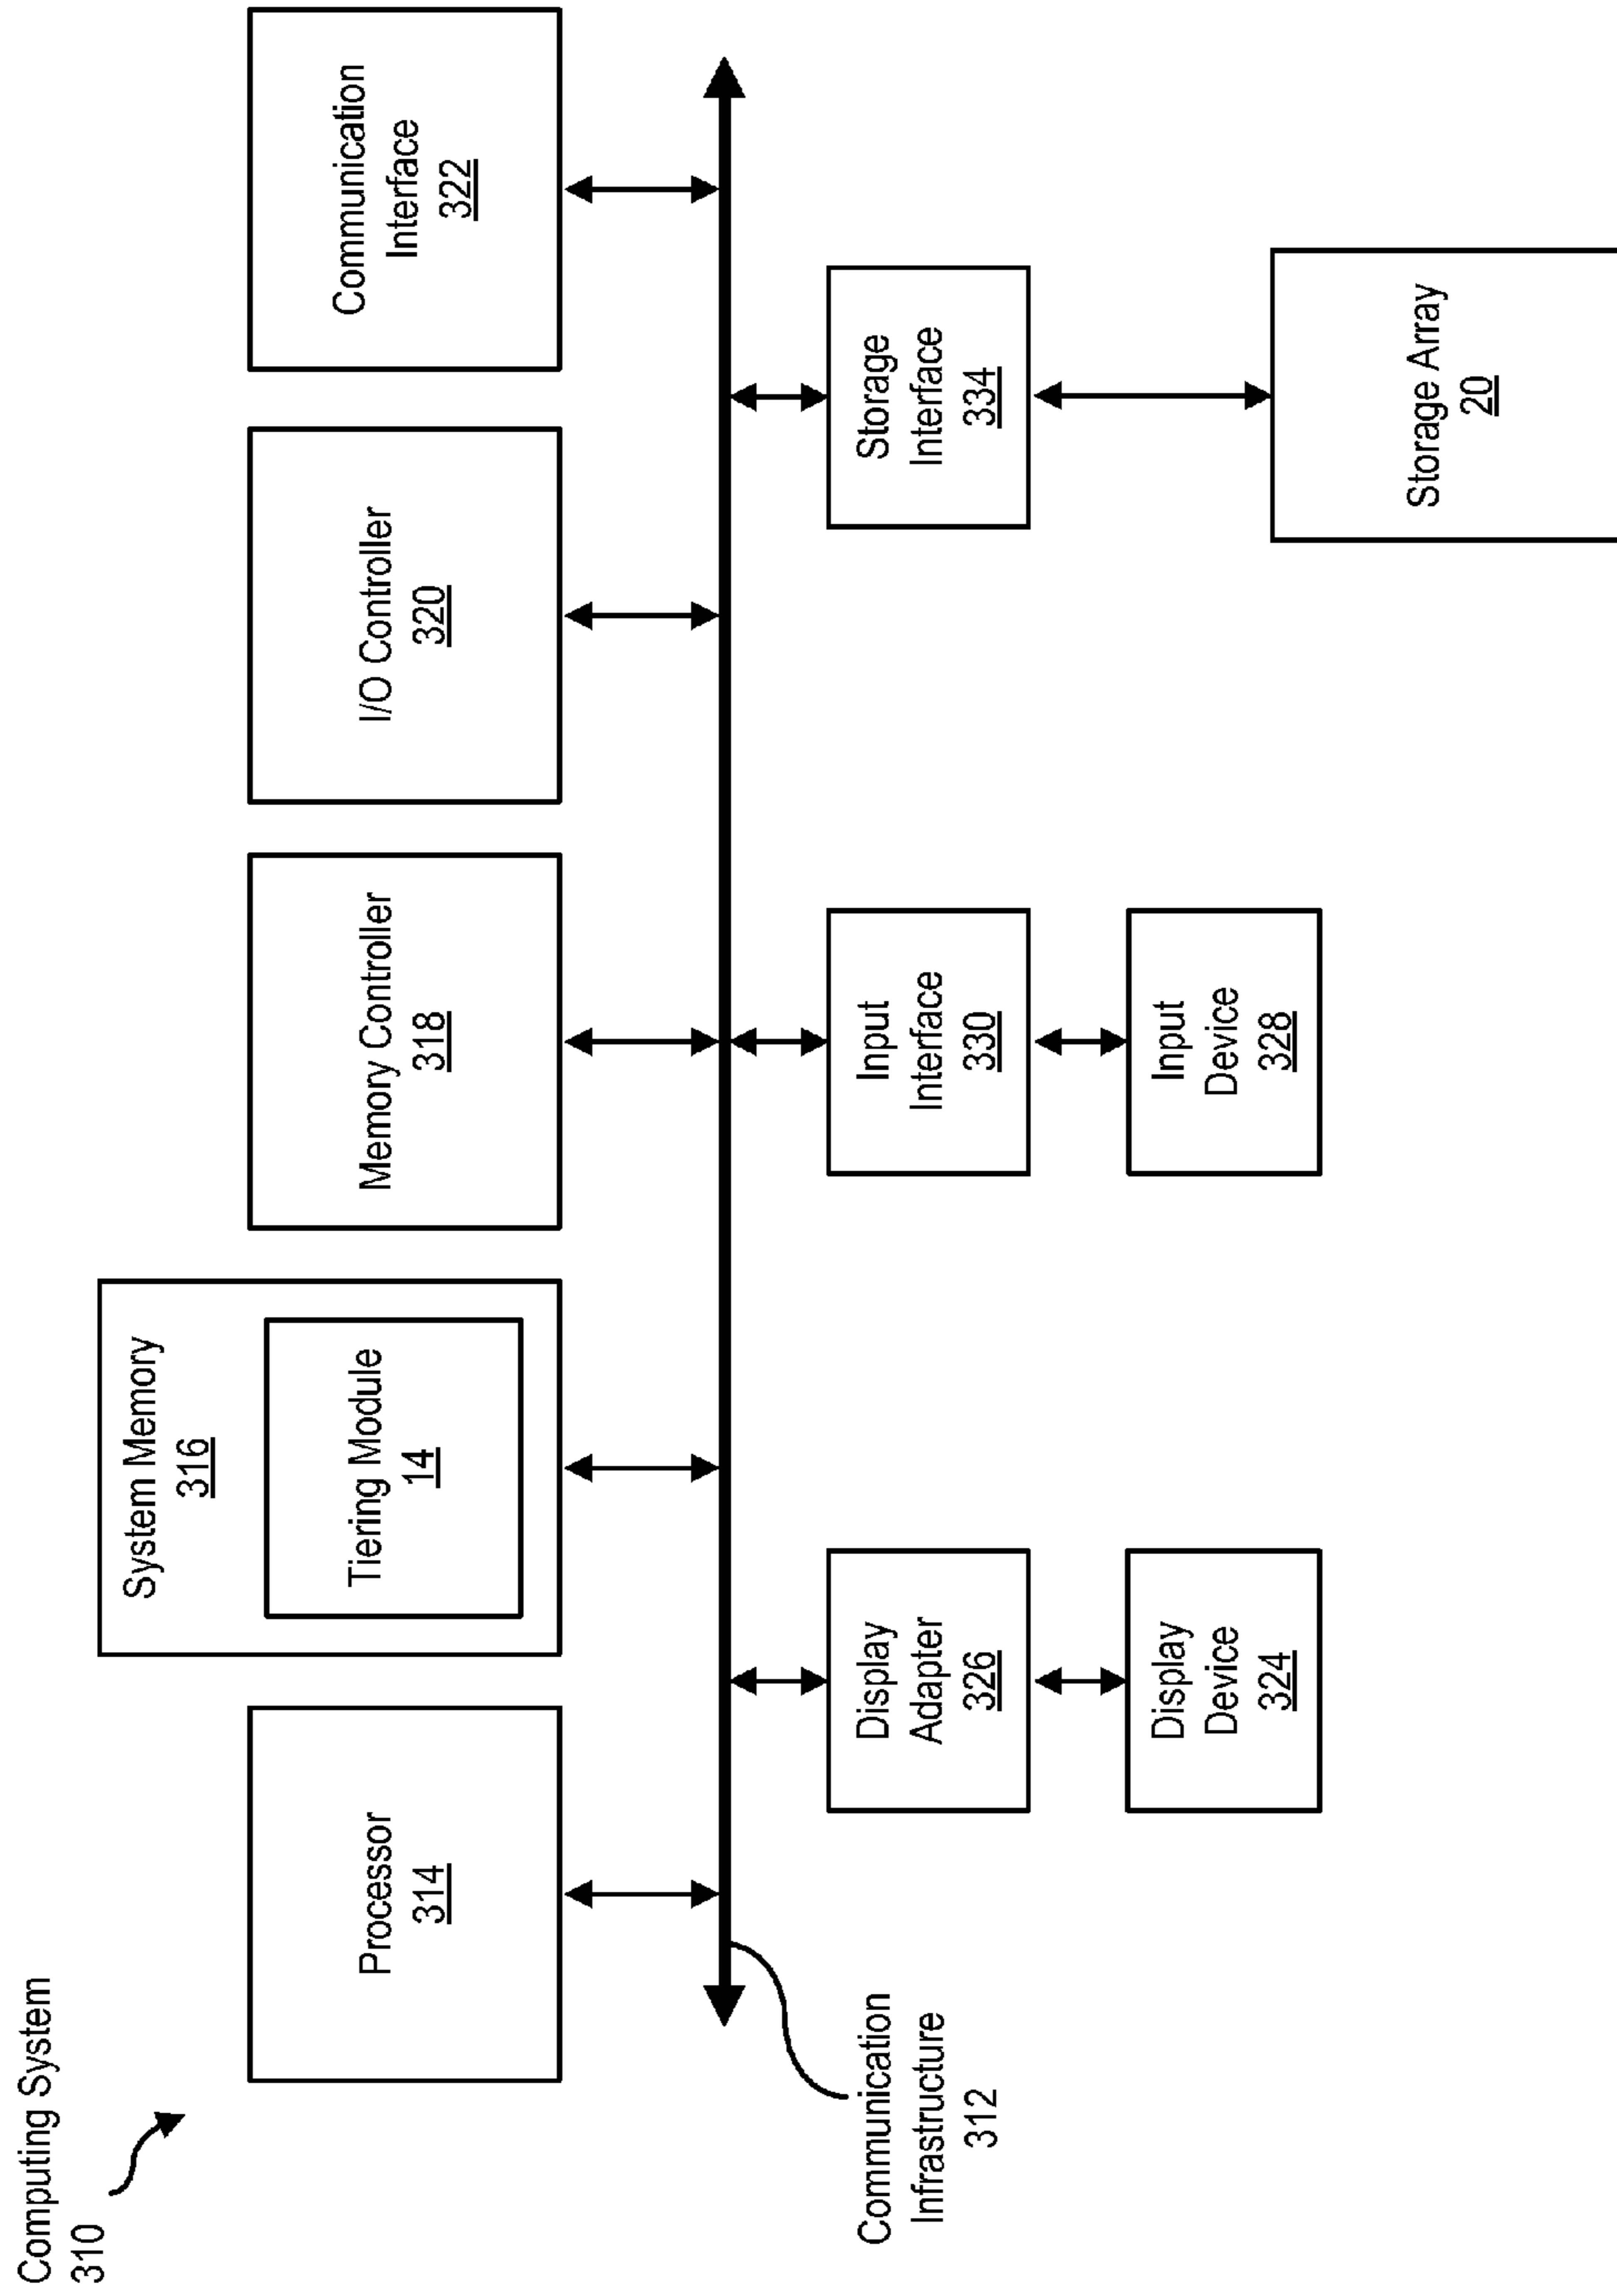 Computing System
310
Processor
314
System Memory
316
Tiering Module
14
Memory Controller
318
I/O Controller
320
Communication
Interface
322
Communication
Infrastructure
312
Display
Adapter
326
Input
Interface
330
Storage
Interface
334
Display
Device
324
Input
Device
328
Storage Array
20